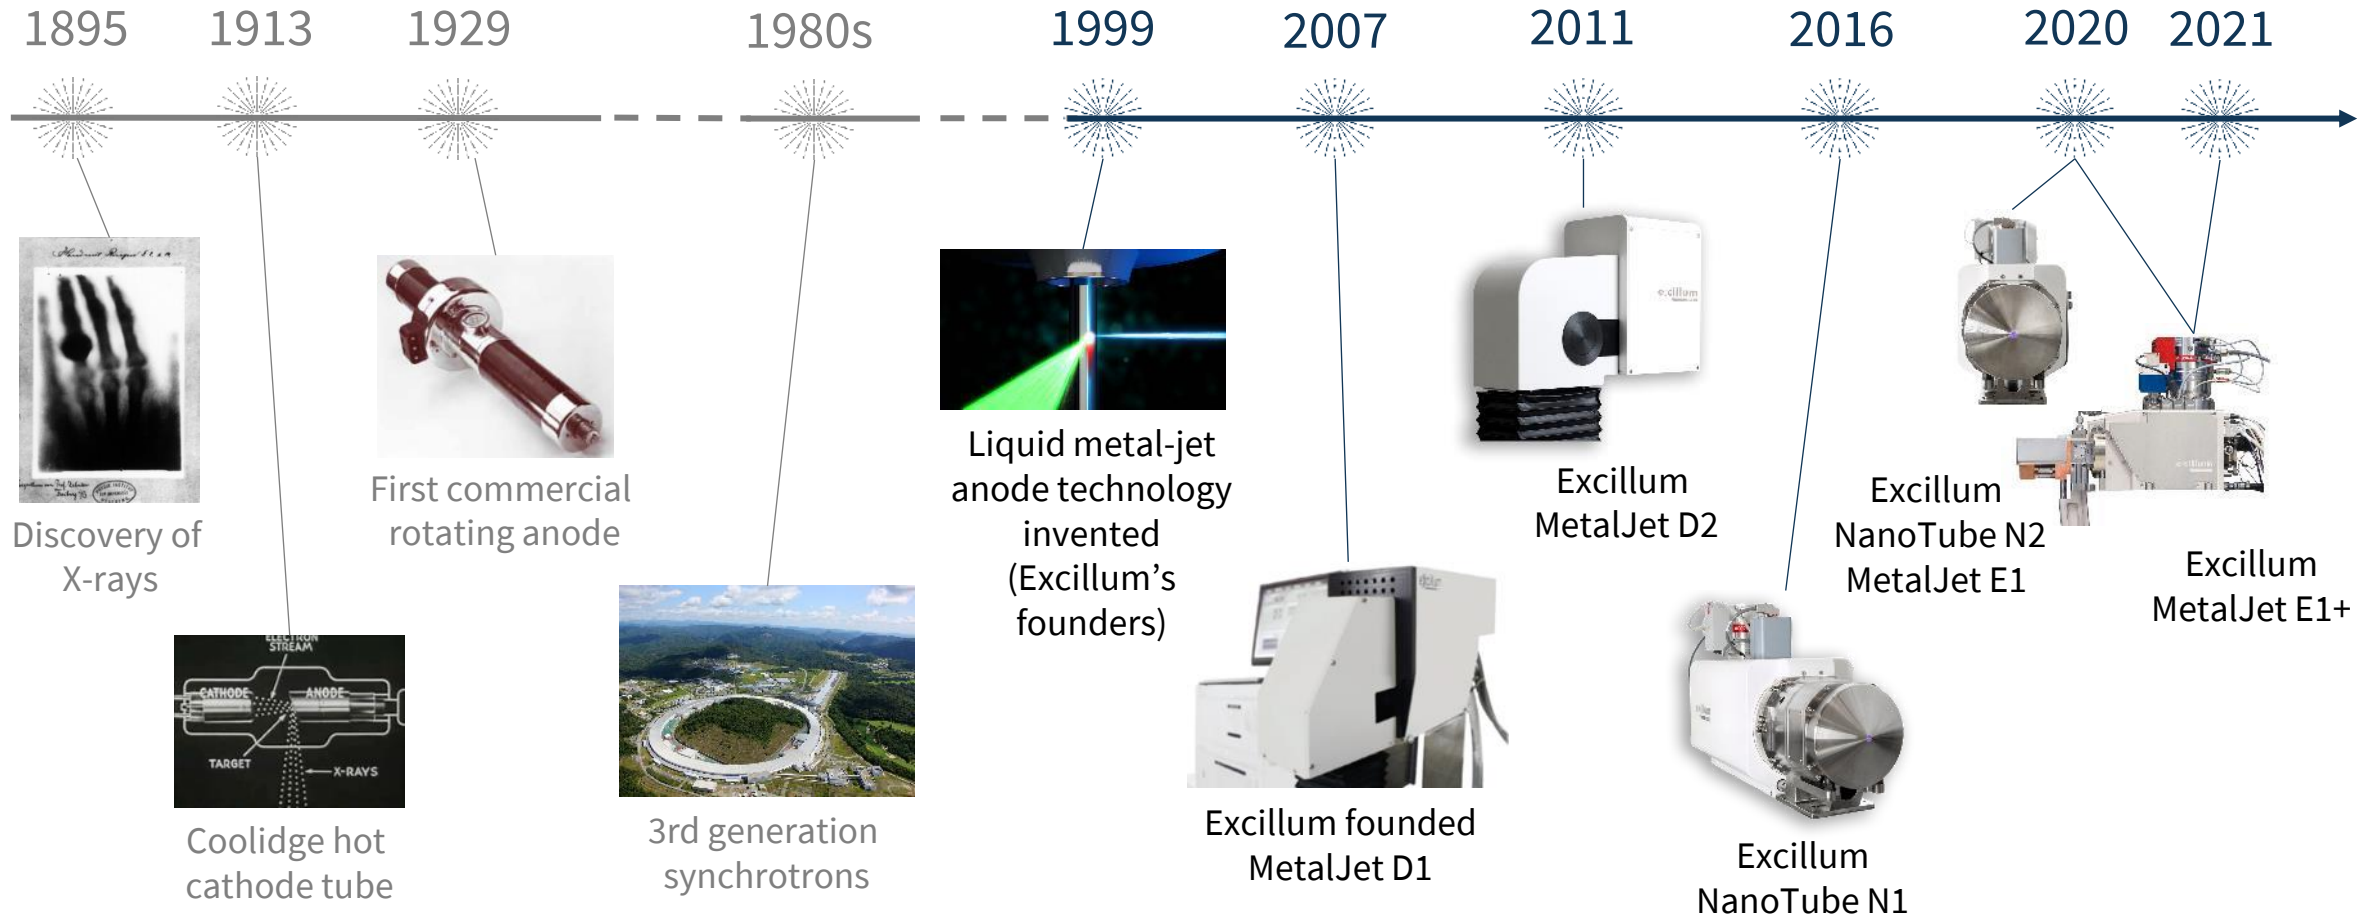 1895
1913
1929
1980s
1999
2007
2011
2016
2020
2021
Discovery of
X-rays
ELECTRON
STREAM
CATHODE
ANODE
TARGET
X-RAYS
Coolidge hot
cathode tube
First commercial
rotating anode
3rd generation
synchrotrons
Liquid metal-jet
anode technology
invented
(Excillum’s
founders)
Excillum founded
MetalJet D1
excillum
Excillum
MetalJet D2
Excillum
NanoTube N1
Excillum
NanoTube N2
MetalJet E1
excillum
Excillum
MetalJet E1+